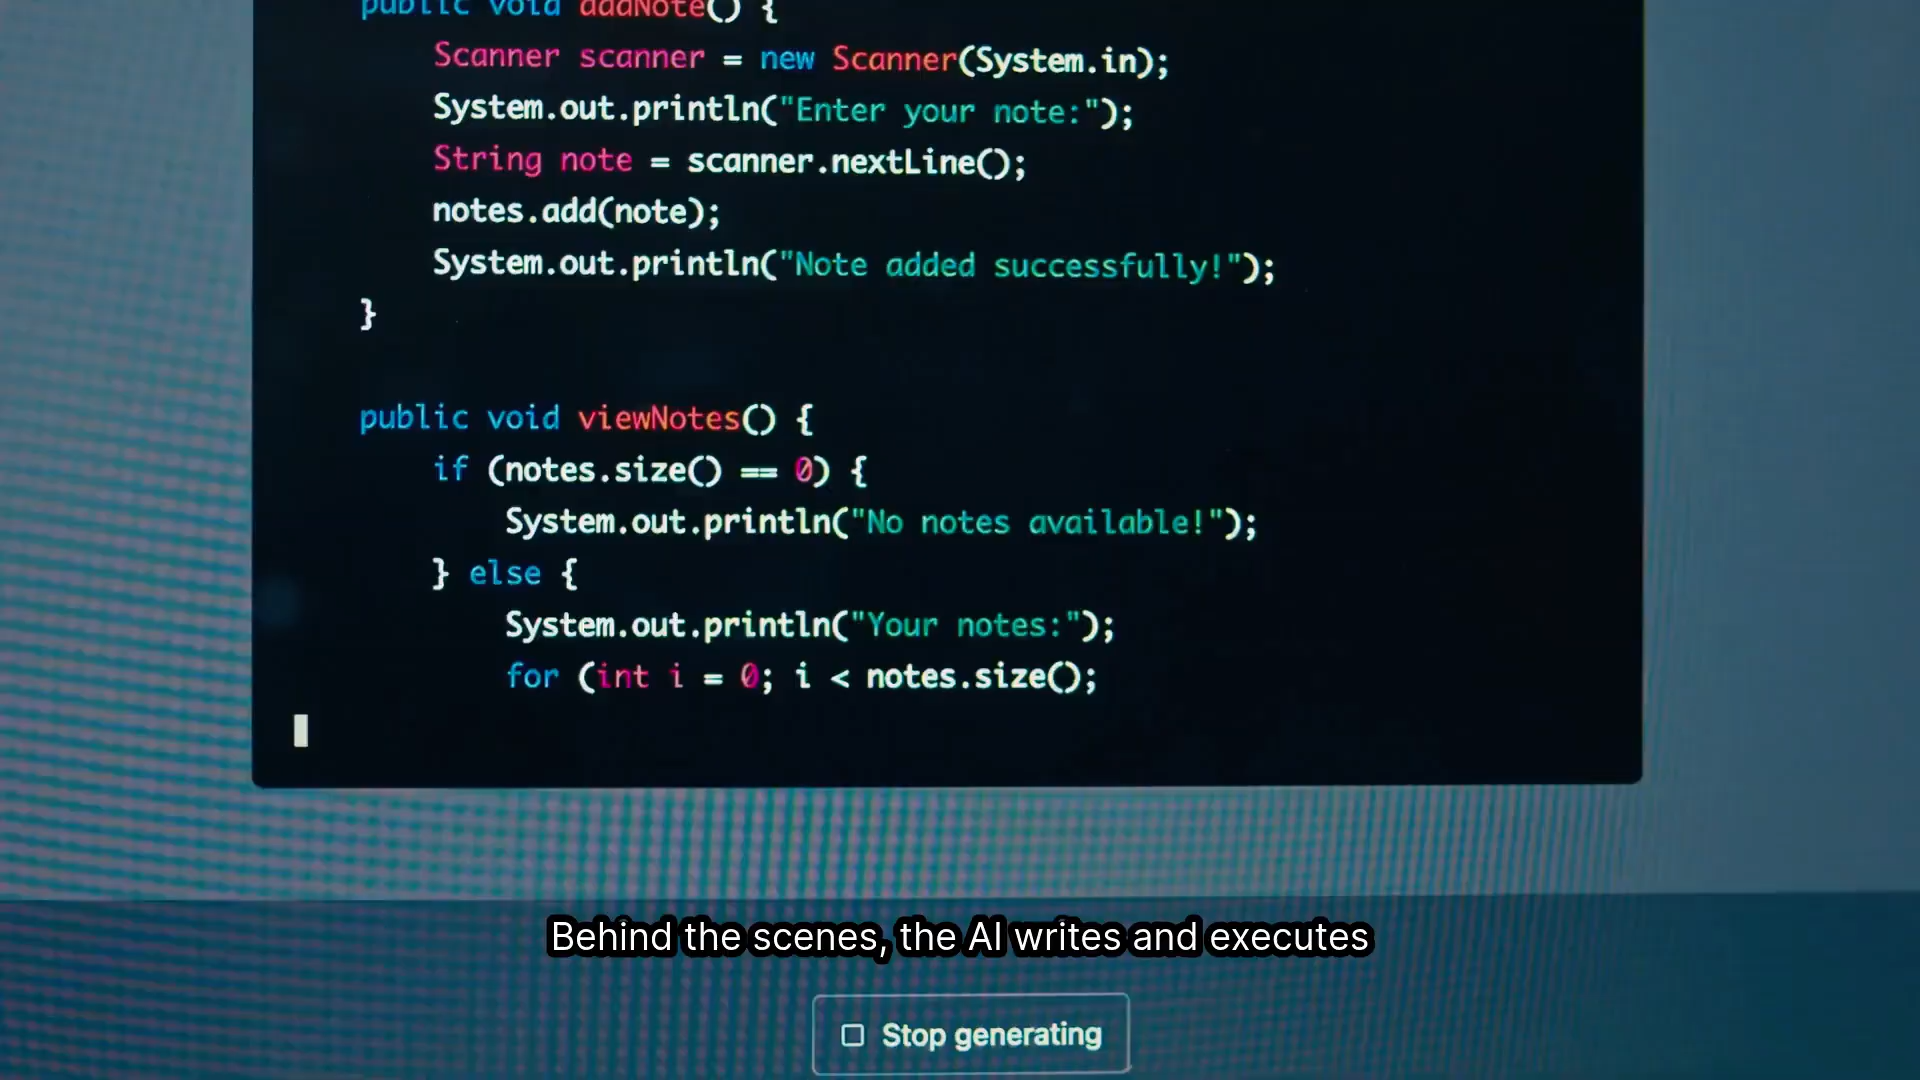 public void addNote() {
Scanner scanner = new Scanner(System.in);
System.out.println("Enter your note:");
String note = scanner.nextLine();
notes.add(note);
System.out.println("Note added successfully!");
}
public void viewNotes() {
if (notes.size() == 0) {
System.out.println("No notes available!");
} else {
System.out.println("Your notes:");
for (int i = 0; i < notes.size();
Behind the scenes, the AI writes and executes
Stop generating